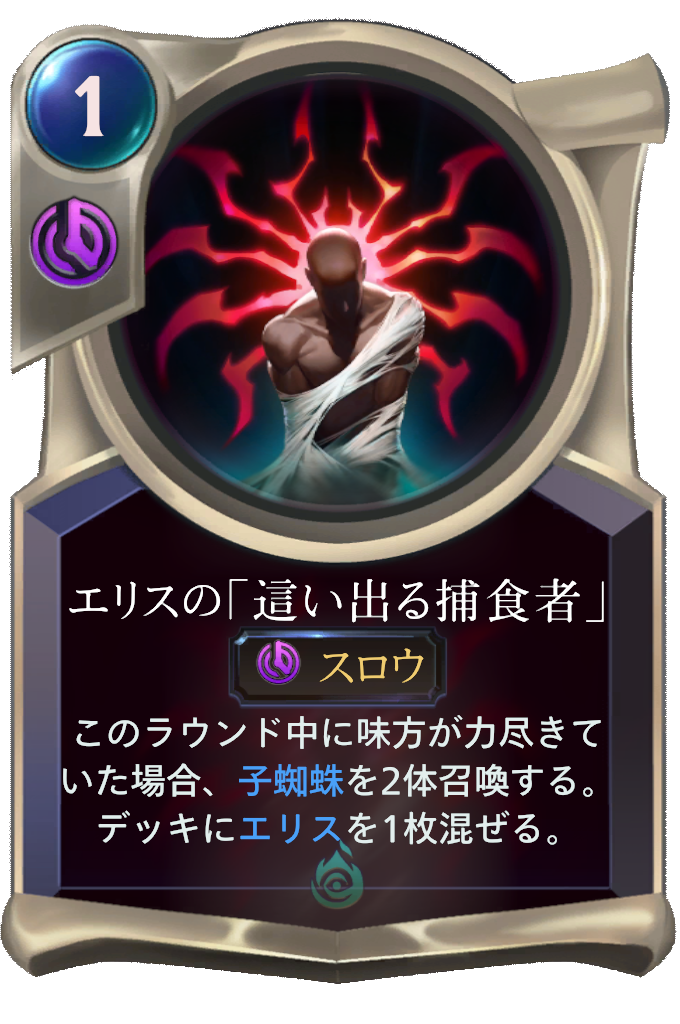 1
エリスの「這い出る捕食者」
スロウ
このラウンド中に味方が力尽きて
いた場合、子蜘蛛を2体召喚する。
デッキにエリスを1枚混ぜる。